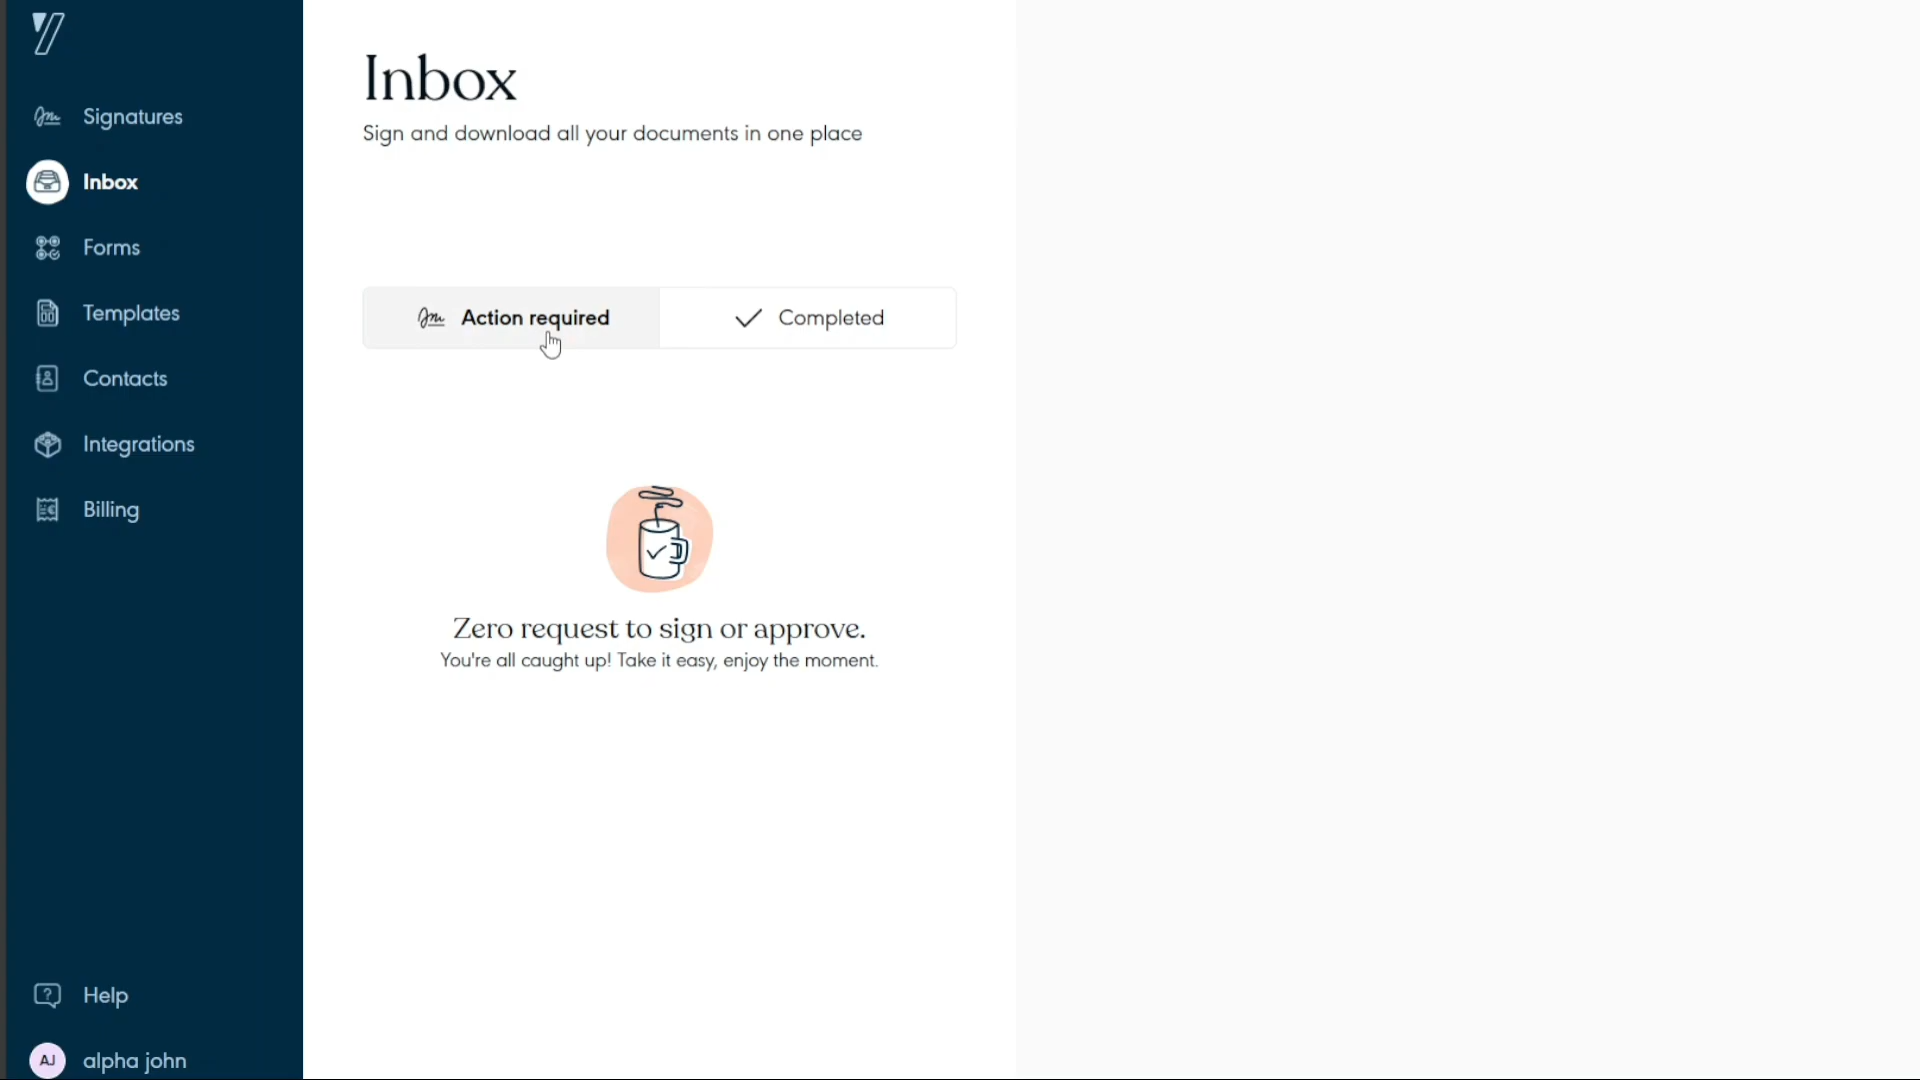 Signatures
Inbox
Forms
Templates
Contacts
Integrations
Billing
Help
AJ alpha john
Inbox
Sign and download all your documents in one place
Action required
Completed
Zero request to sign or approve.
You're all caught up! Take it easy, enjoy the moment.